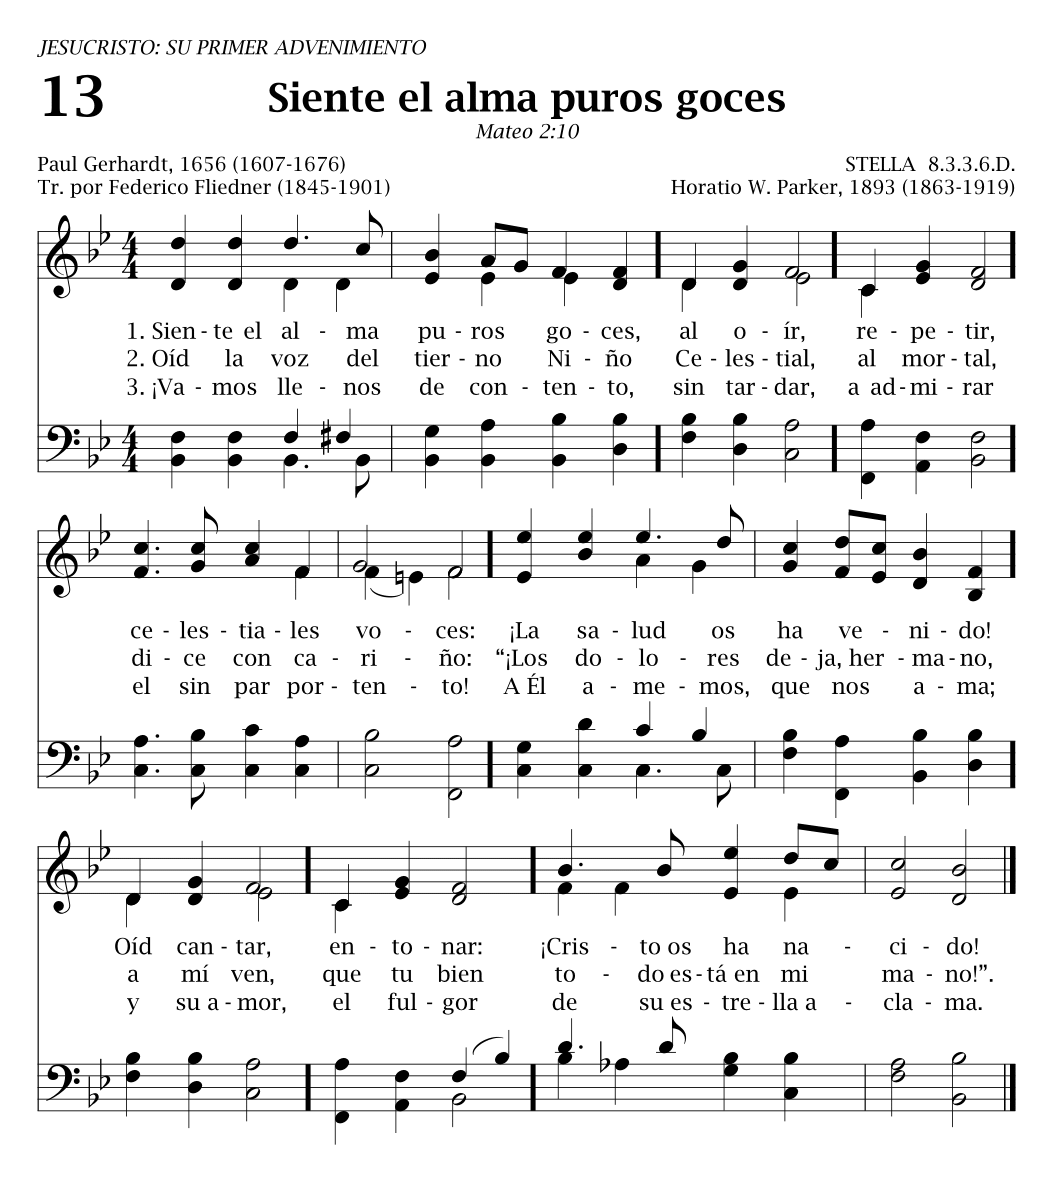 JESUCRISTO: SU PRIMER ADVENIMIENTO
13
Siente el alma puros goces
Mateo 2:10
Paul Gerhardt, 1656 (1607-1676)
STELLA 8.3.3.6.D.
Tr. por Federico Fliedner (1845-1901)
Horatio W. Parker, 1893 (1863-1919)
1. Sien - te el al - ma pu - ros go - ces, al o - ír, re - pe - tir,
2. Oíd la voz del tier - no Ni - ño Ce - les - tial, al mor - tal,
3. ¡Va - mos lle - nos de con - ten - to, sin tar - dar, a ad - mi - rar
ce - les - tia - les vo - ces: ¡La sa - lud os ha ve - ni - do!
di - ce con ca - ri - ño: “¡Los do - lo - res de - ja, her - ma - no,
el sin par por - ten - to! A Él a - me - mos, que nos a - ma;
Oíd can - tar, en - to - nar: ¡Cris - to os ha na - ci - do!
a mí ven, que tu bien to - do es - tá en mi ma - no!”.
y su a - mor, el ful - gor de su es - tre - lla a - cla - ma.